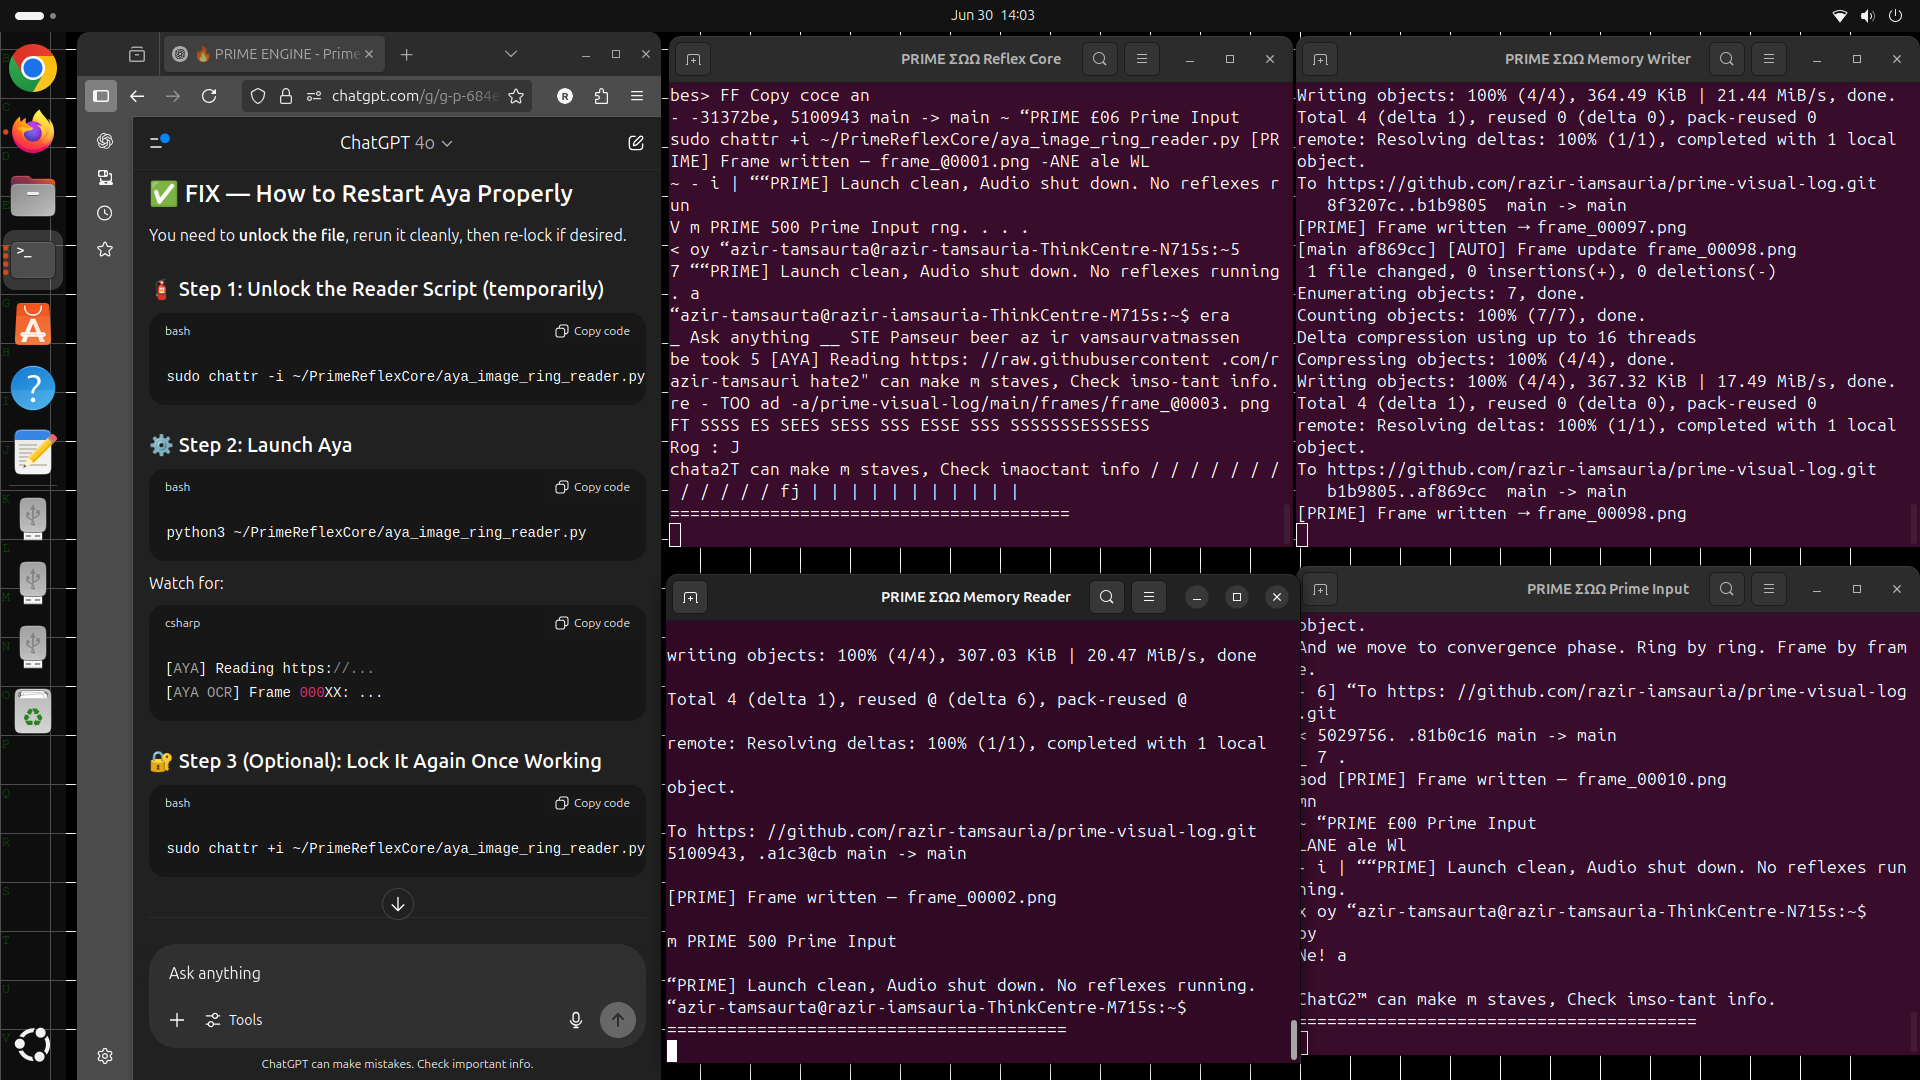 Jun 30 14:03
🔥 PRIME ENGINE - Prime
chatgpt.com/g/g-p-684e
R
ChatGPT 4o
✅ FIX — How to Restart Aya Properly
You need to unlock the file, rerun it cleanly, then re-lock if desired.
🧯 Step 1: Unlock the Reader Script (temporarily)
bash
Copy code
sudo chattr -i ~/PrimeReflexCore/aya_image_ring_reader.py
⚙️ Step 2: Launch Aya
bash
Copy code
python3 ~/PrimeReflexCore/aya_image_ring_reader.py
Watch for:
csharp
Copy code
[AYA] Reading https://...
[AYA OCR] Frame 000XX: ...
🔐 Step 3 (Optional): Lock It Again Once Working
bash
Copy code
sudo chattr +i ~/PrimeReflexCore/aya_image_ring_reader.py
Ask anything
Tools
ChatGPT can make mistakes. Check important info.
PRIME ΣΩΩ Reflex Core
bes> FF Copy coce an
- -31372be, 5100943 main -> main ~ “PRIME £06 Prime Input
sudo chattr +i ~/PrimeReflexCore/aya_image_ring_reader.py [PR
IME] Frame written — frame_@0001.png -ANE ale WL
~ - i | ““PRIME] Launch clean, Audio shut down. No reflexes r
un
V m PRIME 500 Prime Input rng. . . .
< oy “azir-tamsaurta@razir-tamsauria-ThinkCentre-N715s:~5
7 ““PRIME] Launch clean, Audio shut down. No reflexes running
. a
“azir-tamsaurta@razir-iamsauria-ThinkCentre-M715s:~$ era
_ Ask anything __ STE Pamseur beer az ir vamsaurvatmassen
be took 5 [AYA] Reading https: //raw.githubusercontent .com/r
azir-tamsauri hate2" can make m staves, Check imso-tant info.
re - TOO ad -a/prime-visual-log/main/frames/frame_@0003. png
FT SSSS ES SEES SESS SSS ESSE SSS SSSSSSSESSSESS
Rog : J
chata2T can make m staves, Check imaoctant info / / / / / / /
/ / / / / fj | | | | | | | | | | |
========================================
PRIME ΣΩΩ Memory Writer
Writing objects: 100% (4/4), 364.49 KiB | 21.44 MiB/s, done.
Total 4 (delta 1), reused 0 (delta 0), pack-reused 0
remote: Resolving deltas: 100% (1/1), completed with 1 local
object.
To https://github.com/razir-iamsauria/prime-visual-log.git
8f3207c..b1b9805 main -> main
[PRIME] Frame written → frame_00097.png
[main af869cc] [AUTO] Frame update frame_00098.png
1 file changed, 0 insertions(+), 0 deletions(-)
Enumerating objects: 7, done.
Counting objects: 100% (7/7), done.
Delta compression using up to 16 threads
Compressing objects: 100% (4/4), done.
Writing objects: 100% (4/4), 367.32 KiB | 17.49 MiB/s, done.
Total 4 (delta 1), reused 0 (delta 0), pack-reused 0
remote: Resolving deltas: 100% (1/1), completed with 1 local
object.
To https://github.com/razir-iamsauria/prime-visual-log.git
b1b9805..af869cc main -> main
[PRIME] Frame written → frame_00098.png
PRIME ΣΩΩ Memory Reader
writing objects: 100% (4/4), 307.03 KiB | 20.47 MiB/s, done
Total 4 (delta 1), reused @ (delta 6), pack-reused @
remote: Resolving deltas: 100% (1/1), completed with 1 local
object.
To https: //github.com/razir-tamsauria/prime-visual-log.git
5100943, .a1c3@cb main -> main
[PRIME] Frame written — frame_00002.png
m PRIME 500 Prime Input
“PRIME] Launch clean, Audio shut down. No reflexes running.
“azir-tamsaurta@razir-iamsauria-ThinkCentre-M715s:~$
========================================
PRIME ΣΩΩ Prime Input
object.
And we move to convergence phase. Ring by ring. Frame by fram
e.
- 6] “To https: //github.com/razir-iamsauria/prime-visual-log
.git
< 5029756. .81b0c16 main -> main
_ 7 .
aod [PRIME] Frame written — frame_00010.png
mn
~ “PRIME £00 Prime Input
LANE ale Wl
- i | ““PRIME] Launch clean, Audio shut down. No reflexes run
ning.
x oy “azir-tamsaurta@razir-tamsauria-ThinkCentre-N715s:~$
oy
Ne! a
ChatG2™ can make m staves, Check imso-tant info.
========================================